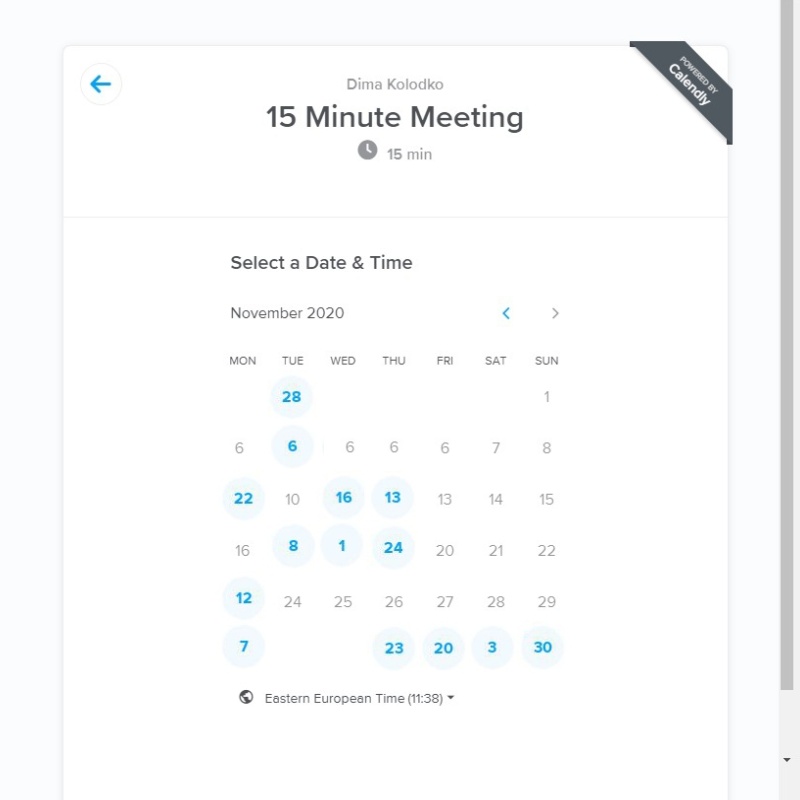 POWERED BY
Calendly
Dima Kolodko
15 Minute Meeting
15 min
Select a Date & Time
November 2020
MON TUE WED THU FRI SAT SUN
28 1
6 6 6 6 6 7 8
22 10 16 13 13 14 15
16 8 1 24 20 21 22
12 24 25 26 27 28 29
7 23 20 3 30
Eastern European Time (11:38)